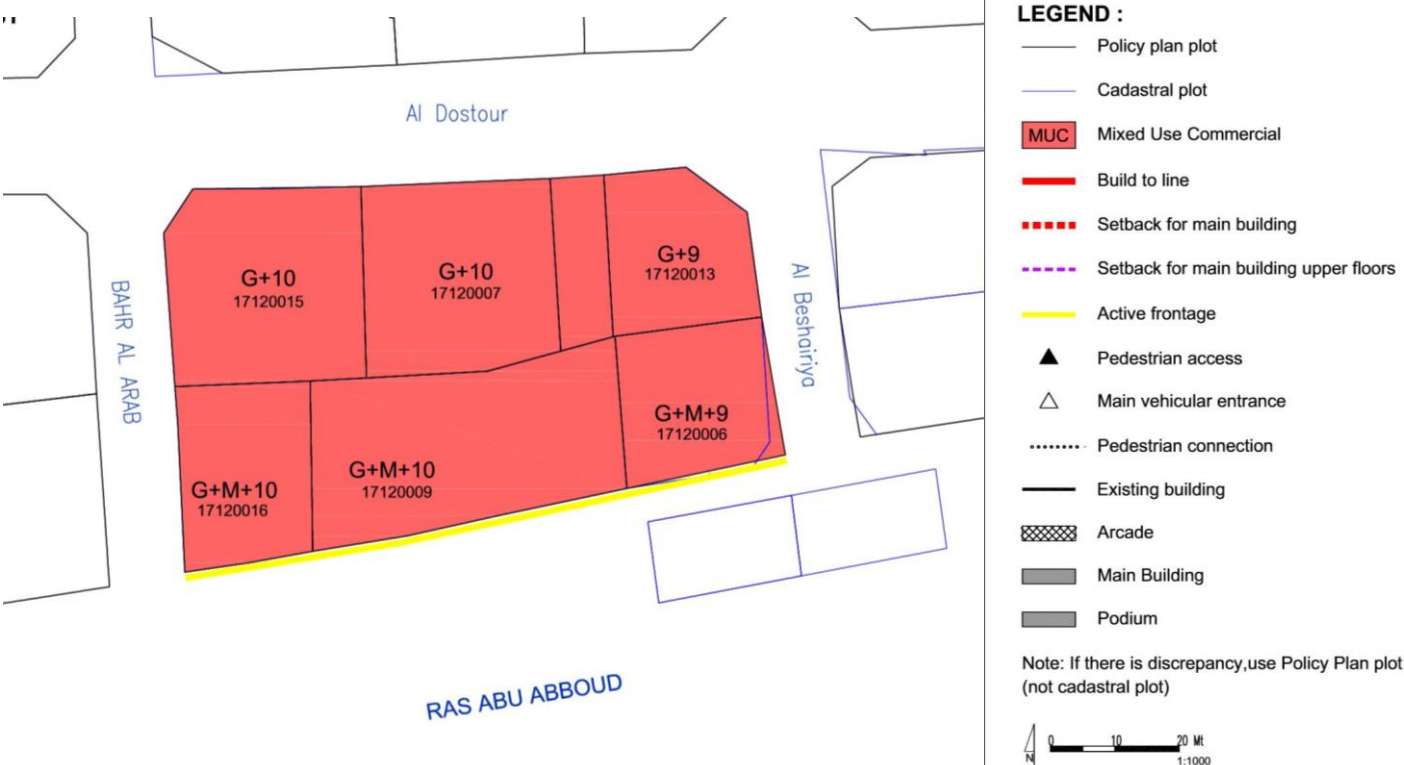 Al Dostour
G+10
17120015
G+10
17120007
G+9
17120013
BAHR AL ARAB
Al Beshairiya
G+M+10
17120016
G+M+10
17120009
G+M+9
17120006
RAS ABU ABBOUD
LEGEND :
Policy plan plot
Cadastral plot
MUC Mixed Use Commercial
Build to line
Setback for main building
Setback for main building upper floors
Active frontage
Pedestrian access
Main vehicular entrance
Pedestrian connection
Existing building
Arcade
Main Building
Podium
Note: If there is discrepancy,use Policy Plan plot
(not cadastral plot)
N 0 10 20 Mt
1:1000